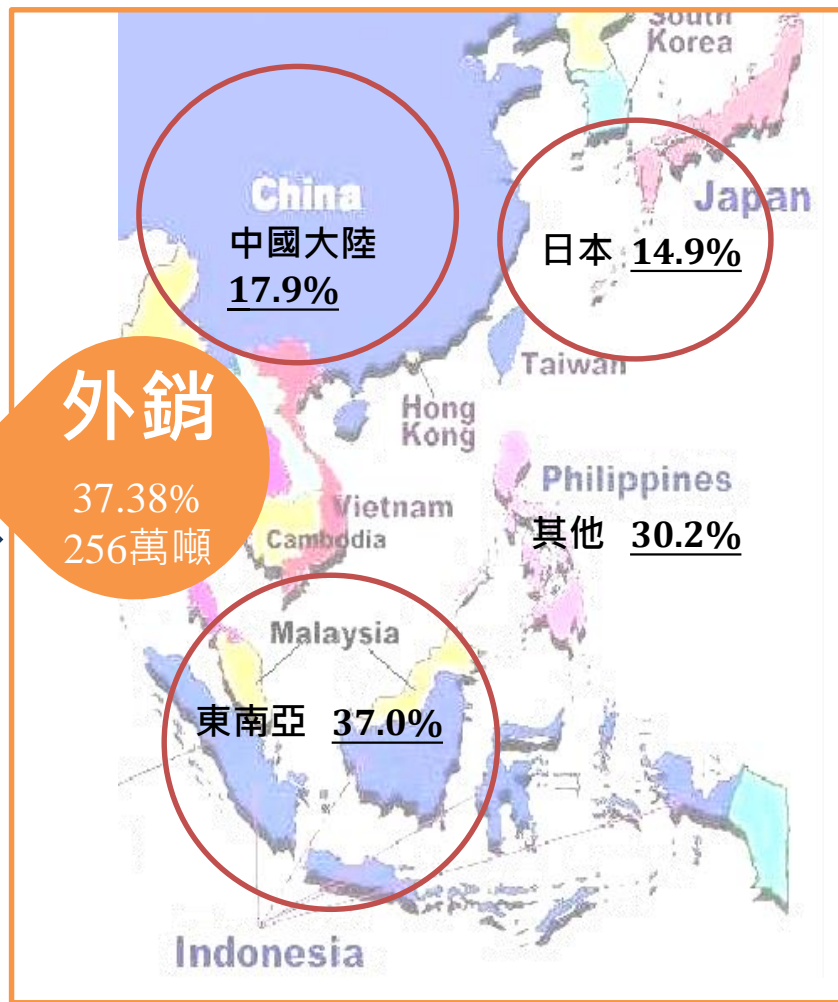 South
Korea
China
中國大陸
17.9%
Japan
日本 14.9%
Taiwan
Hong
Kong
外銷
37.38%
256萬噸
Vietnam
Cambodia
Philippines
其他 30.2%
Malaysia
東南亞 37.0%
Indonesia